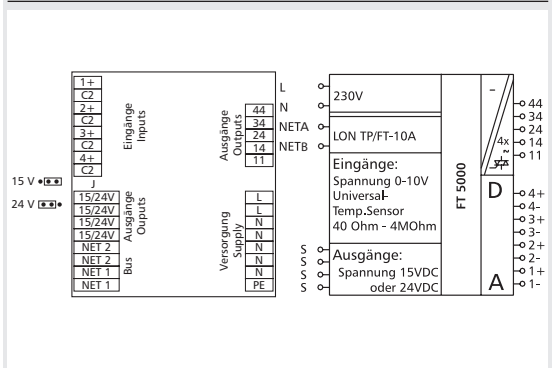 1+
C2
2+
C2
3+
C2
4+
C2
Eingänge
Inputs
J
15 V
24 V
15/24V
15/24V
15/24V
15/24V
Ausgänge
Ouputs
NET 2
NET 2
NET 1
NET 1
Bus
Ausgänge
Outputs
44
34
24
14
11
Versorgung
Supply
L
L
N
N
N
N
N
PE
L
N
NETA
NETB
S
S
S
S
230V
LON TP/FT-10A
Eingänge:
Spannung 0-10V
Universal-
Temp.Sensor
40 Ohm - 4MOhm
Ausgänge:
Spannung 15VDC
oder 24VDC
FT 5000
-
4x
~
D
A
44
34
24
14
11
4+
4-
3+
3-
2+
2-
1+
1-